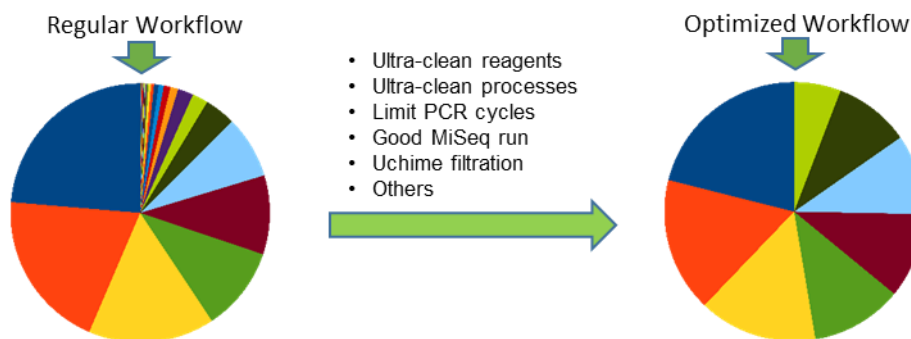 Regular Workflow
Optimized Workflow
• Ultra-clean reagents
• Ultra-clean processes
• Limit PCR cycles
• Good MiSeq run
• Uchime filtration
• Others